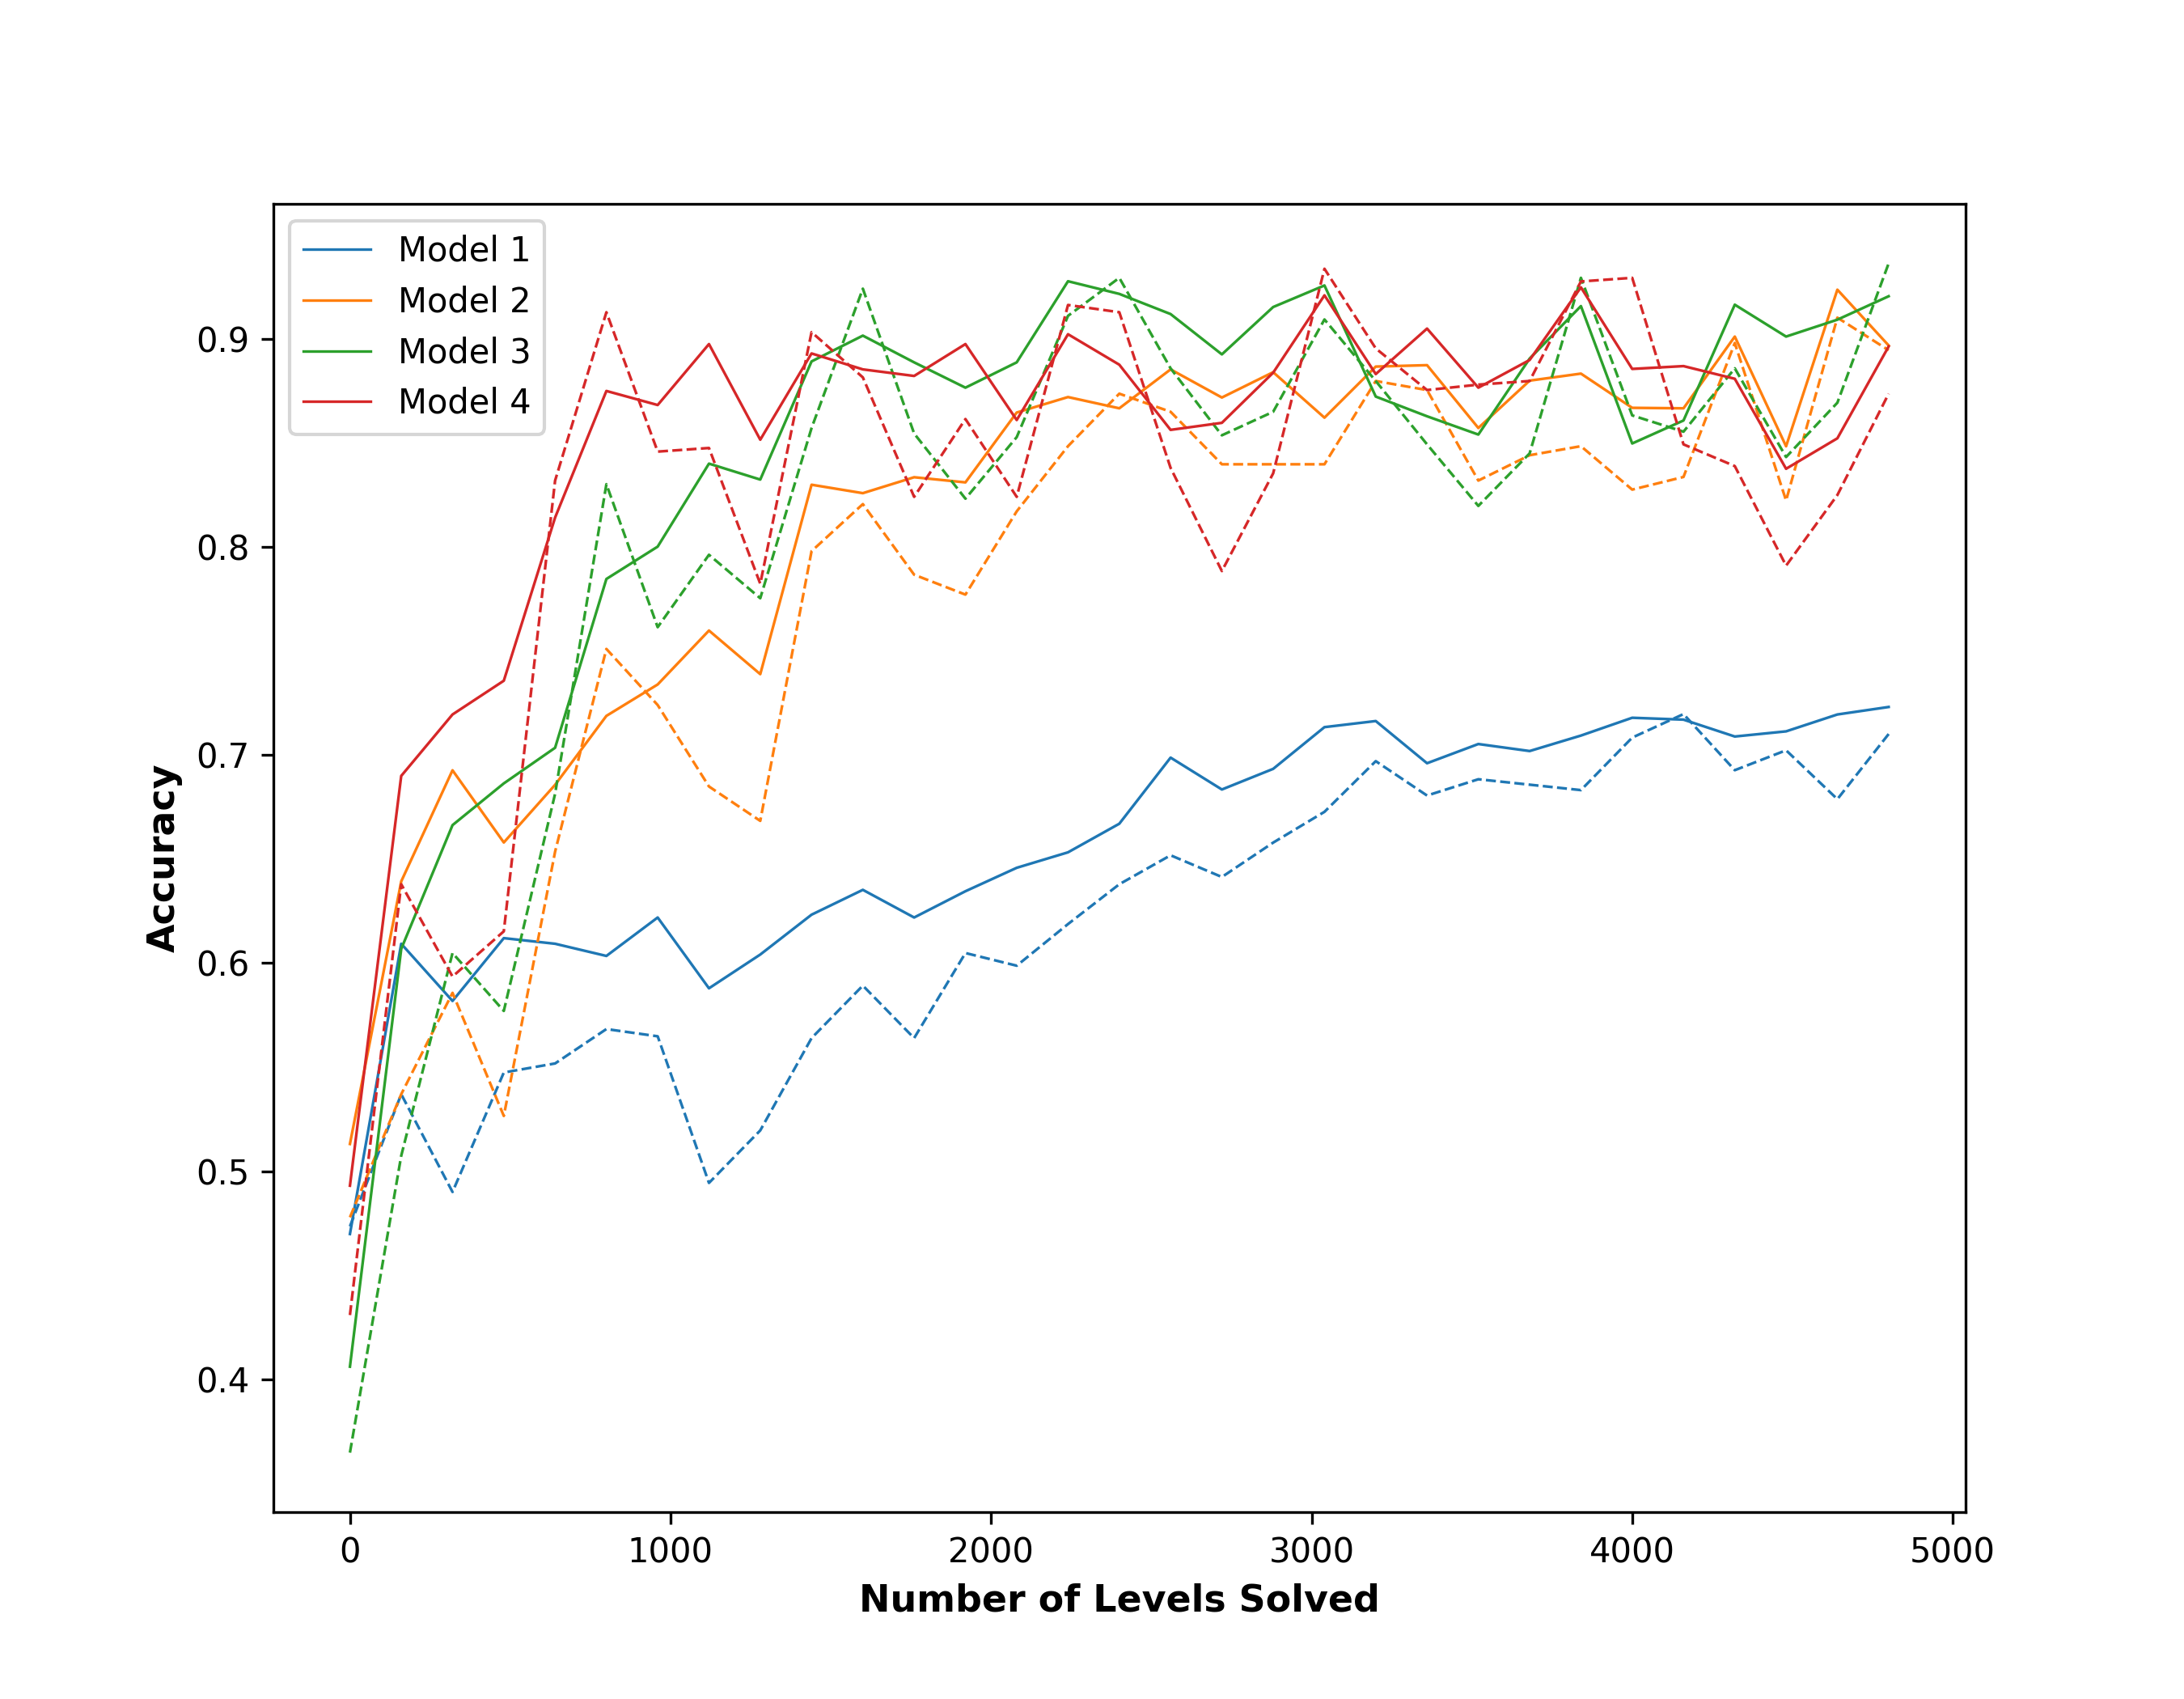 Model 1
Model 2
Model 3
Model 4
Accuracy
0.9
0.8
0.7
0.6
0.5
0.4
0 1000 2000 3000 4000 5000
Number of Levels Solved